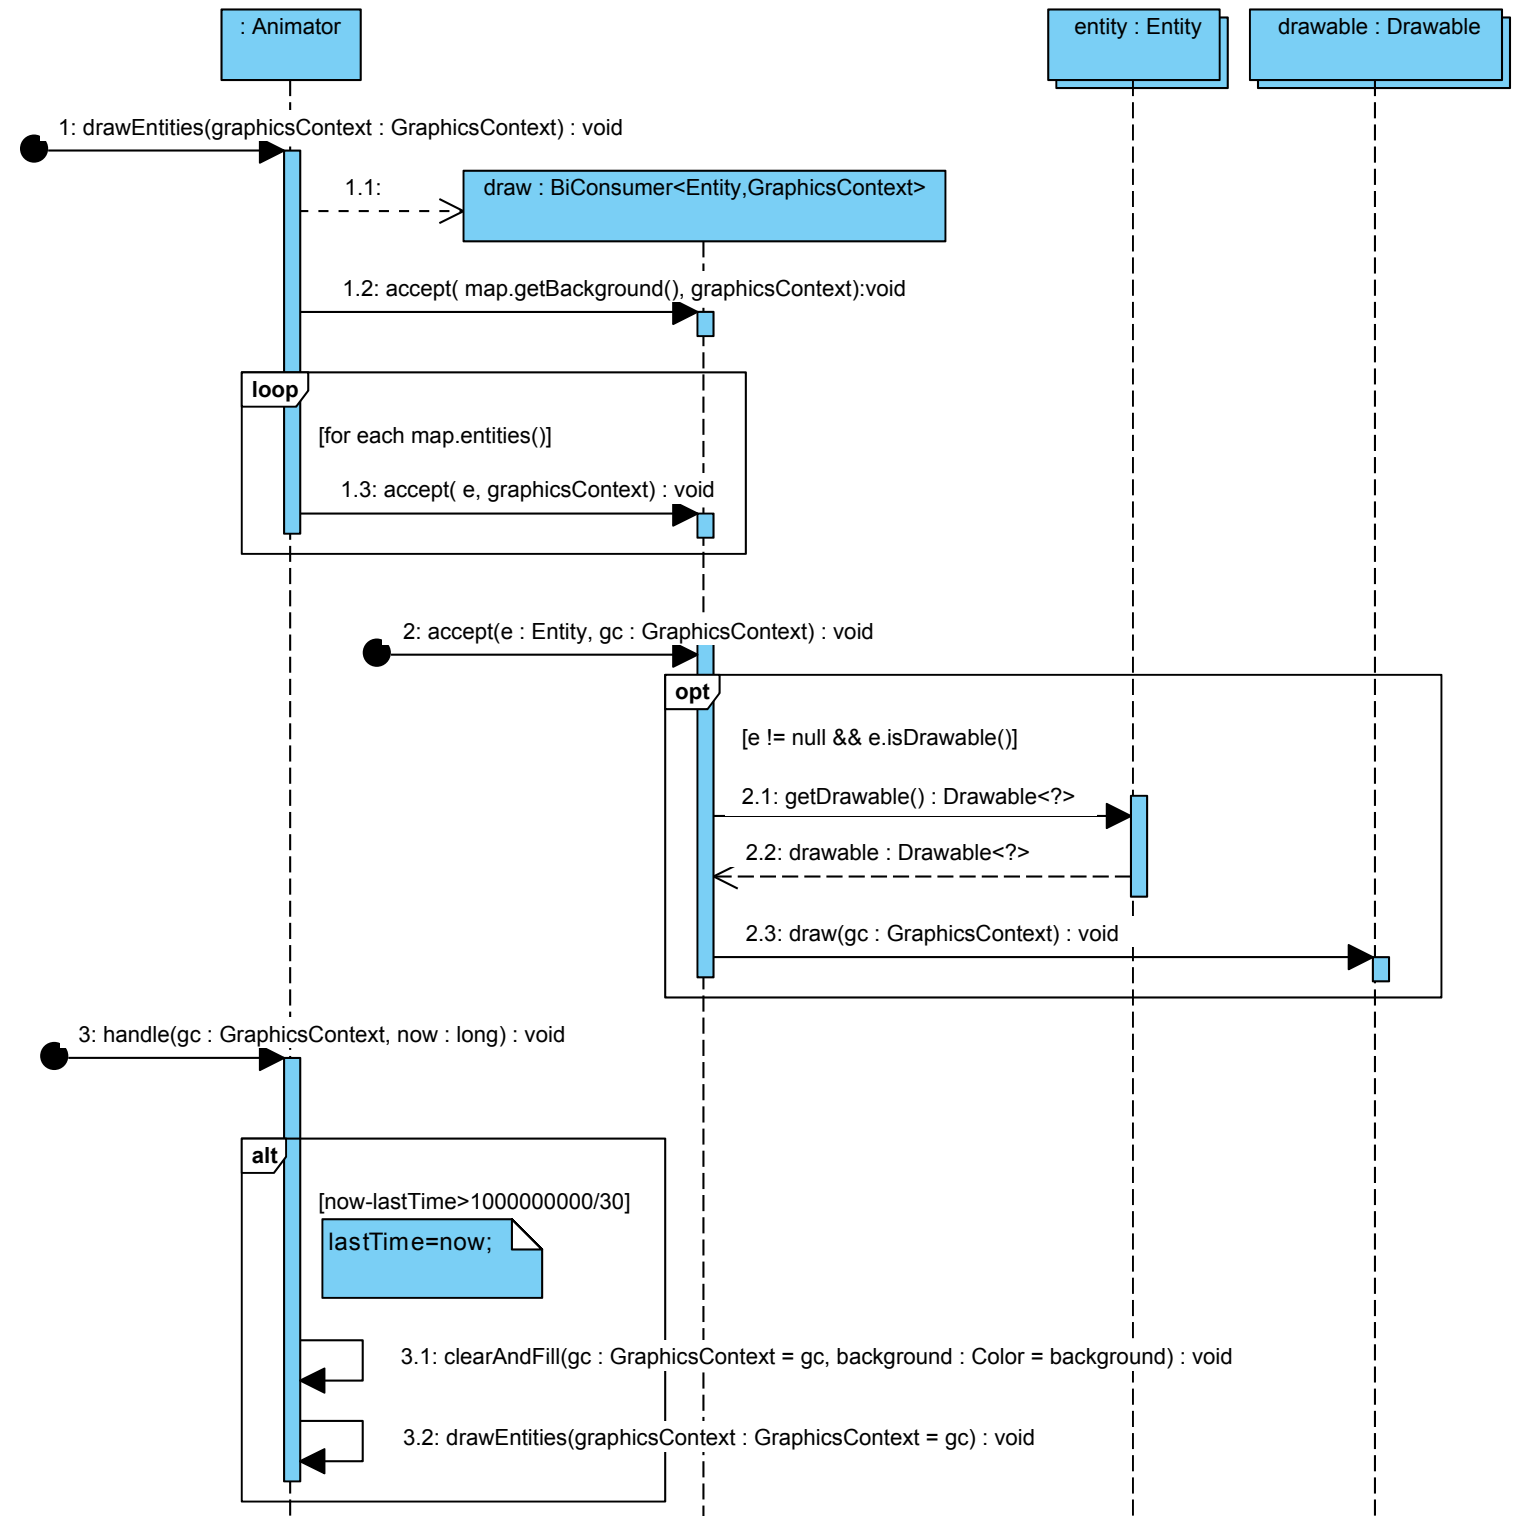 : Animator
entity : Entity
drawable : Drawable
1: drawEntities(graphicsContext : GraphicsContext) : void
1.1:
draw : BiConsumer<Entity,GraphicsContext>
1.2: accept( map.getBackground(), graphicsContext):void
loop
[for each map.entities()]
1.3: accept( e, graphicsContext) : void
2: accept(e : Entity, gc : GraphicsContext) : void
opt
[e != null && e.isDrawable()]
2.1: getDrawable() : Drawable<?>
2.2: drawable : Drawable<?>
2.3: draw(gc : GraphicsContext) : void
3: handle(gc : GraphicsContext, now : long) : void
alt
[now-lastTime>1000000000/30]
lastTime=now;
3.1: clearAndFill(gc : GraphicsContext = gc, background : Color = background) : void
3.2: drawEntities(graphicsContext : GraphicsContext = gc) : void